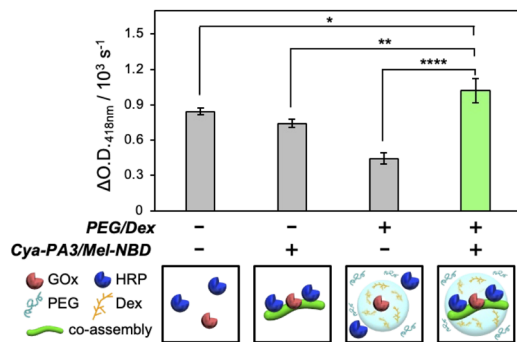 *
**
****
ΔO.D.418nm / 10³ s⁻¹
1.5
1.2
0.9
0.6
0.3
0
PEG/Dex − − + +
Cya-PA3/Mel-NBD − + − +
GOx HRP
PEG Dex
co-assembly